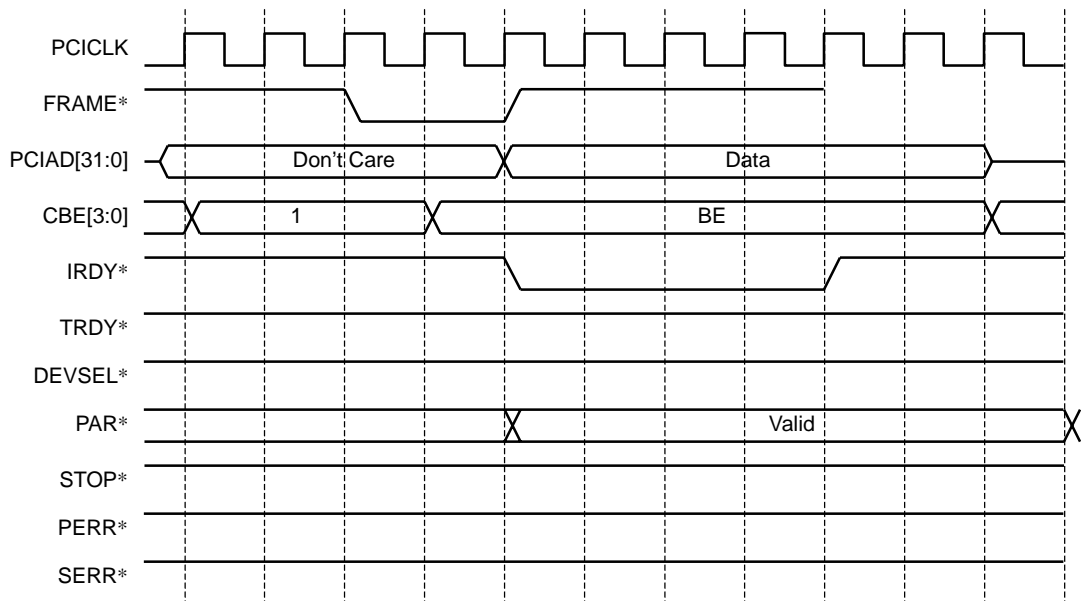 PCICLK
FRAME*
PCIAD[31:0] Don't Care Data
CBE[3:0] 1 BE
IRDY*
TRDY*
DEVSEL*
PAR* Valid
STOP*
PERR*
SERR*